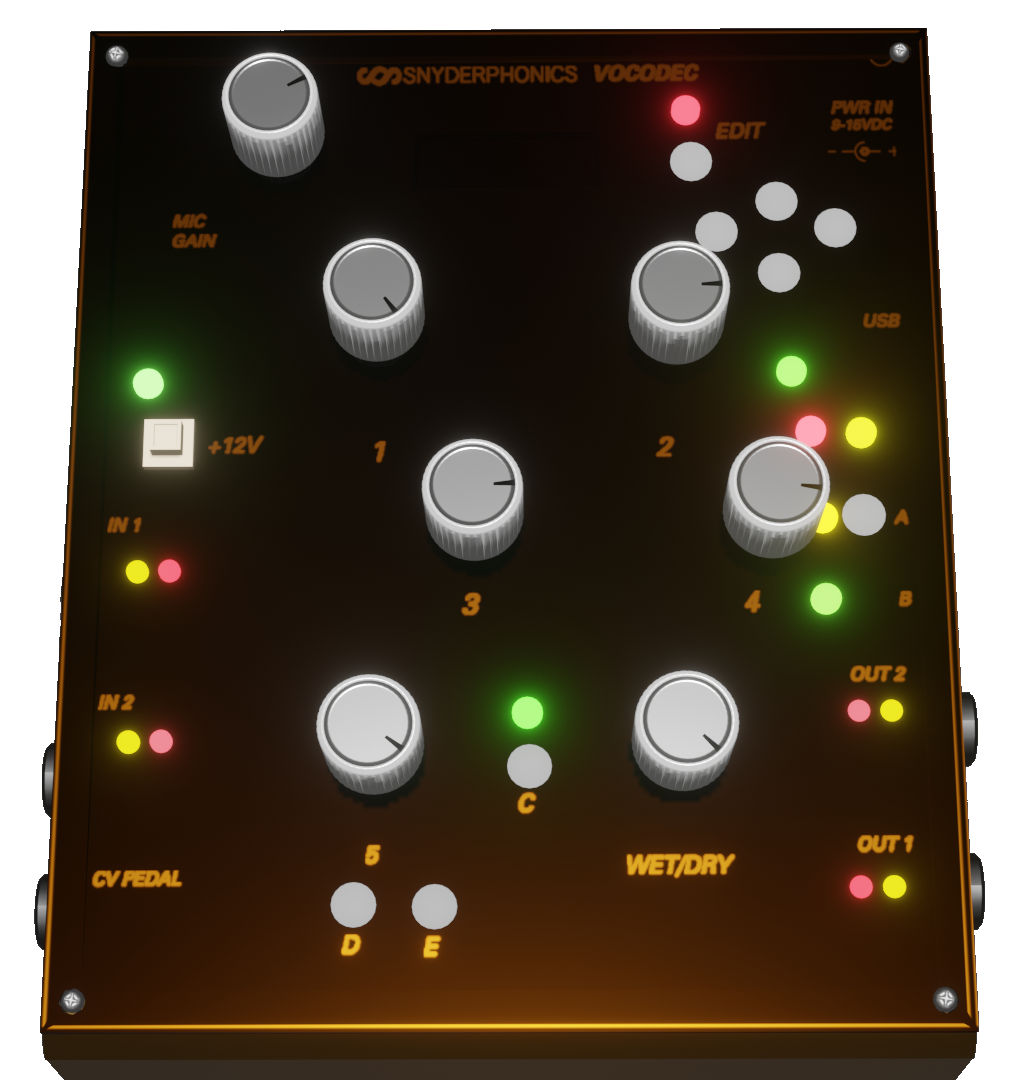 SNYDERPHONICS VOCODEC
EDIT
PWR IN
9-15VDC
- +
MIC
GAIN
USB
+12V
1
2
IN 1
A
3
4
B
IN 2
OUT 2
C
OUT 1
5
WET/DRY
CV PEDAL
D
E